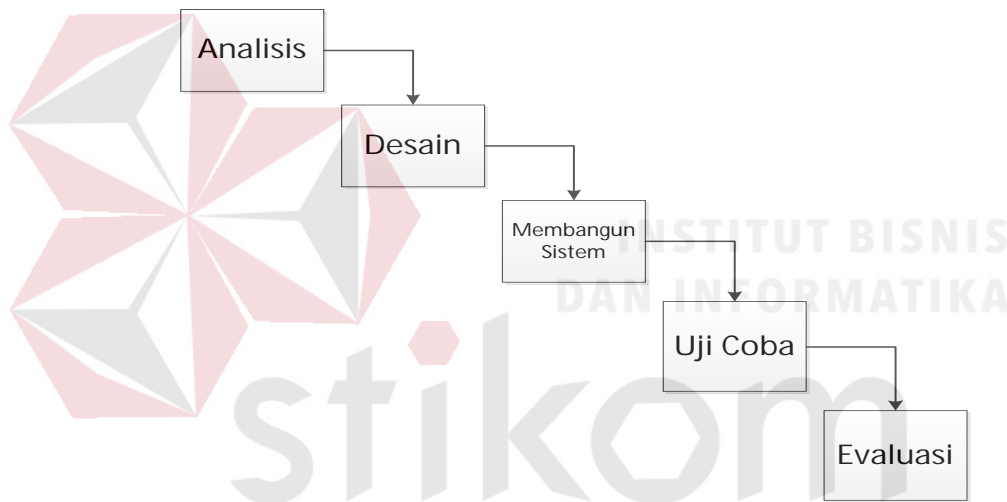 Analisis
Desain
Membangun
Sistem
INSTITUT BISNIS
DAN INFORMATIKA
Uji Coba
stikom
Evaluasi